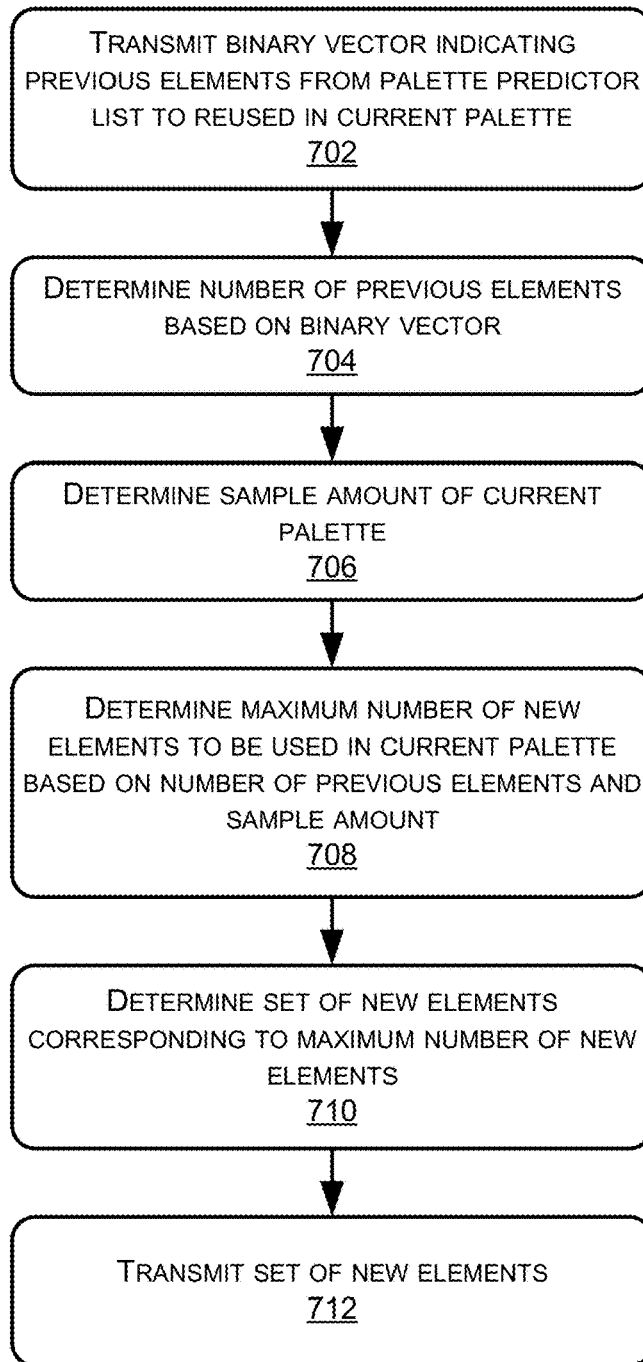 TRANSMIT BINARY VECTOR INDICATING
PREVIOUS ELEMENTS FROM PALETTE PREDICTOR
LIST TO REUSED IN CURRENT PALETTE
702
DETERMINE NUMBER OF PREVIOUS ELEMENTS
BASED ON BINARY VECTOR
704
DETERMINE SAMPLE AMOUNT OF CURRENT
PALETTE
706
DETERMINE MAXIMUM NUMBER OF NEW
ELEMENTS TO BE USED IN CURRENT PALETTE
BASED ON NUMBER OF PREVIOUS ELEMENTS AND
SAMPLE AMOUNT
708
DETERMINE SET OF NEW ELEMENTS
CORRESPONDING TO MAXIMUM NUMBER OF NEW
ELEMENTS
710
TRANSMIT SET OF NEW ELEMENTS
712